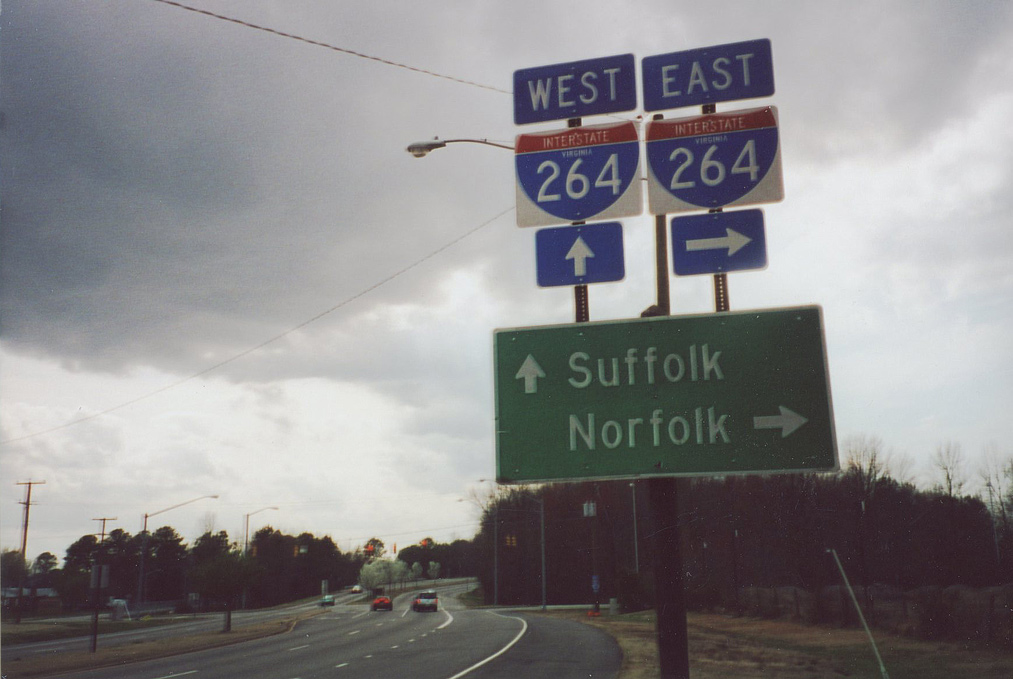 WEST
EAST
INTERSTATE
VIRGINIA
264
INTERSTATE
VIRGINIA
264
Suffolk
Norfolk